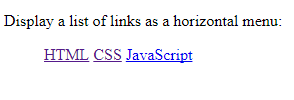 Display a list of links as a horizontal menu:
HTML CSS JavaScript